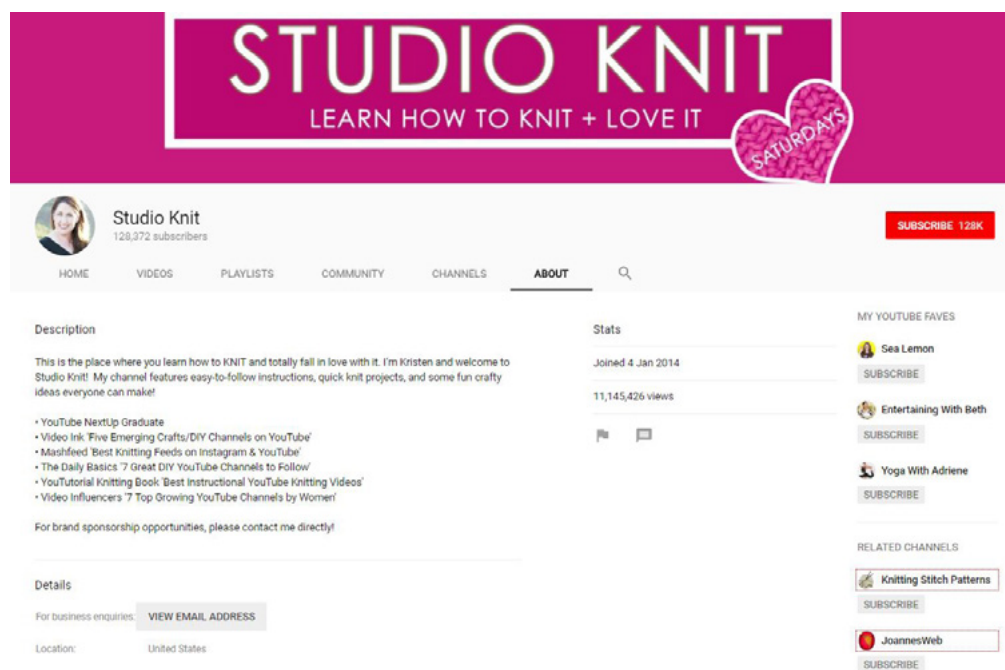 STUDIO KNIT
LEARN HOW TO KNIT + LOVE IT
SATURDAYS
Studio Knit
128,372 subscribers
SUBSCRIBE 128K
HOME VIDEOS PLAYLISTS COMMUNITY CHANNELS ABOUT
Description
This is the place where you learn how to KNIT and totally fall in love with it. I'm Kristen and welcome to
Studio Knit! My channel features easy-to-follow instructions, quick knit projects, and some fun crafty
ideas everyone can make!
• YouTube NextUp Graduate
• Video Ink 'Five Emerging Crafts/DIY Channels on YouTube'
• Mashfeed 'Best Knitting Feeds on Instagram & YouTube'
• The Daily Basics '7 Great DIY YouTube Channels to Follow'
• YouTutorial Knitting Book 'Best Instructional YouTube Knitting Videos'
• Video Influencers '7 Top Growing YouTube Channels by Women'
For brand sponsorship opportunities, please contact me directly!
Details
For business enquiries: VIEW EMAIL ADDRESS
Location: United States
Stats
Joined 4 Jan 2014
11,145,426 views
MY YOUTUBE FAVES
Sea Lemon
SUBSCRIBE
Entertaining With Beth
SUBSCRIBE
Yoga With Adriene
SUBSCRIBE
RELATED CHANNELS
Knitting Stitch Patterns
SUBSCRIBE
JoannesWeb
SUBSCRIBE